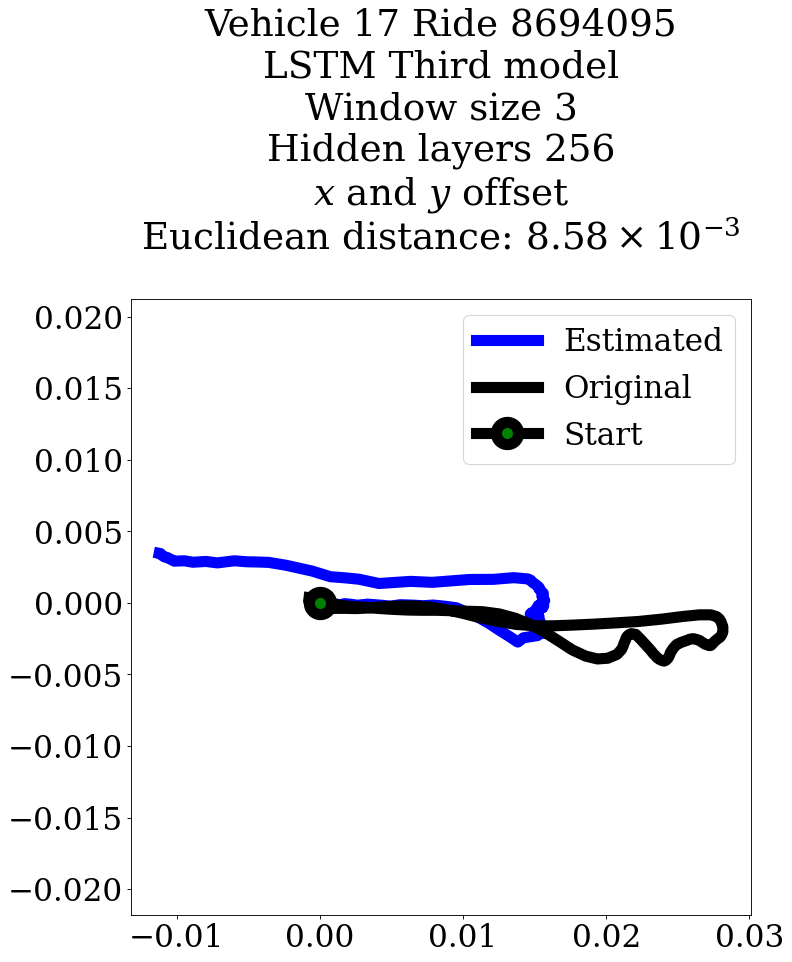 Vehicle 17 Ride 8694095
LSTM Third model
Window size 3
Hidden layers 256
x and y offset
Euclidean distance: 8.58 × 10⁻³
Estimated
Original
Start
0.020
0.015
0.010
0.005
0.000
−0.005
−0.010
−0.015
−0.020
−0.01 0.00 0.01 0.02 0.03